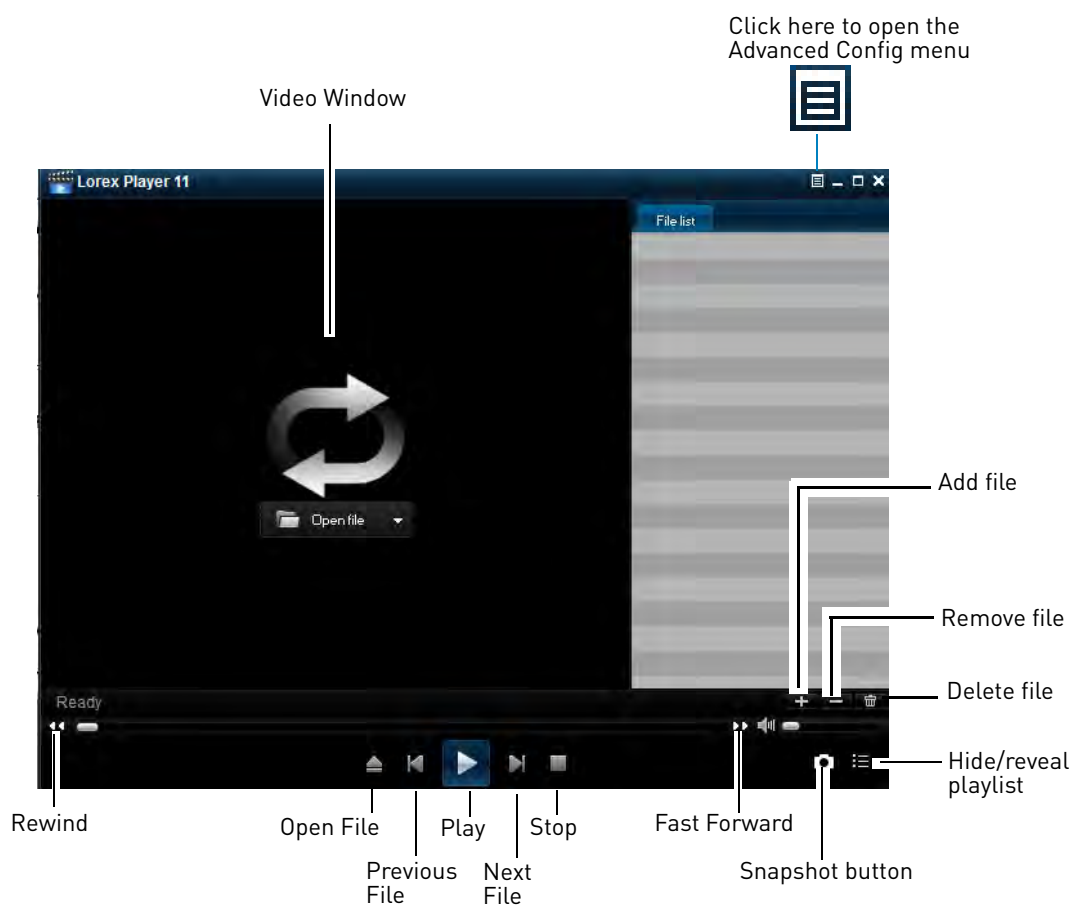 Click here to open the
Advanced Config menu
Video Window
Lorex Player 11
File list
Open file
Add file
Remove file
Delete file
Ready
Hide/reveal
playlist
Rewind
Open File
Play
Stop
Fast Forward
Previous
File
Next
File
Snapshot button